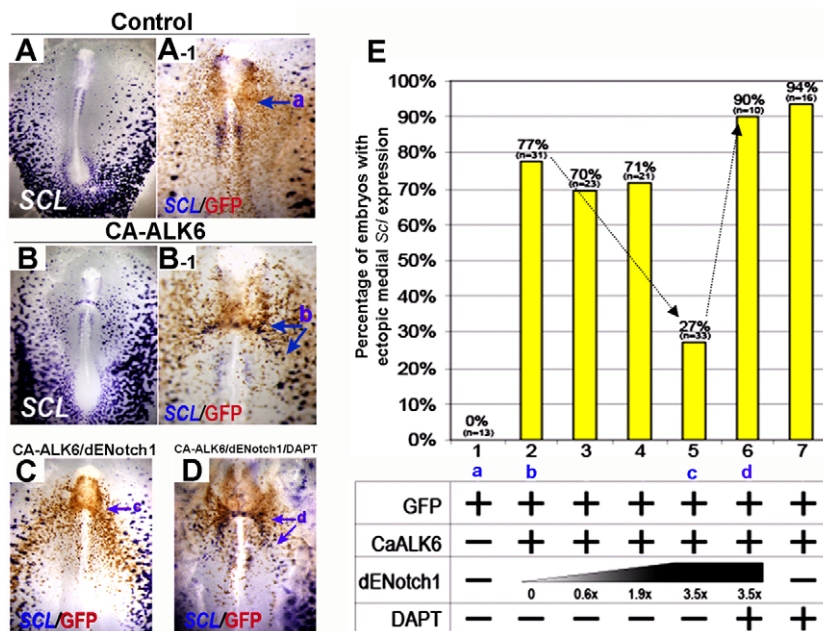 Control
A
A-1
a
SCL
SCL/GFP
CA-ALK6
B
B-1
b
SCL
SCL/GFP
CA-ALK6/dENotch1
CA-ALK6/dENotch1/DAPT
C
D
c
d
SCL/GFP
SCL/GFP
E
Percentage of embryos with
ectopic medial Scl expression
100%
90%
80%
70%
60%
50%
40%
30%
20%
10%
0%
0%
(n=13)
77%
(n=31)
70%
(n=23)
71%
(n=21)
27%
(n=33)
90%
(n=10)
94%
(n=16)
1 2 3 4 5 6 7
a b c d
GFP + + + + + + +
CaALK6 − + + + + + +
dENotch1 − 0 0.6x 1.9x 3.5x 3.5x −
DAPT − − − − − + +